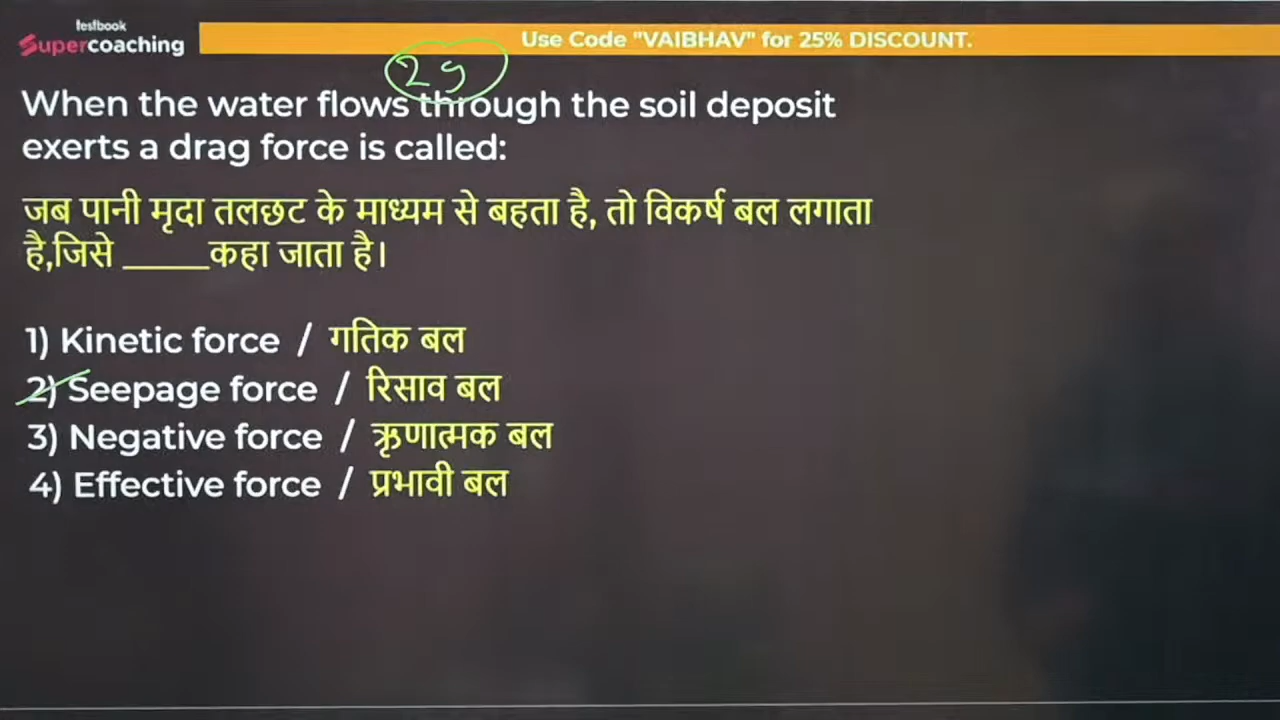 testbook
Supercoaching
Use Code "VAIBHAV" for 25% DISCOUNT.
When the water flows through the soil deposit
exerts a drag force is called:
जब पानी मृदा तलछट के माध्यम से बहता है, तो विकर्ष बल लगाता
है,जिसे _____कहा जाता है।
1) Kinetic force / गतिक बल
2) Seepage force / रिसाव बल
3) Negative force / ऋणात्मक बल
4) Effective force / प्रभावी बल